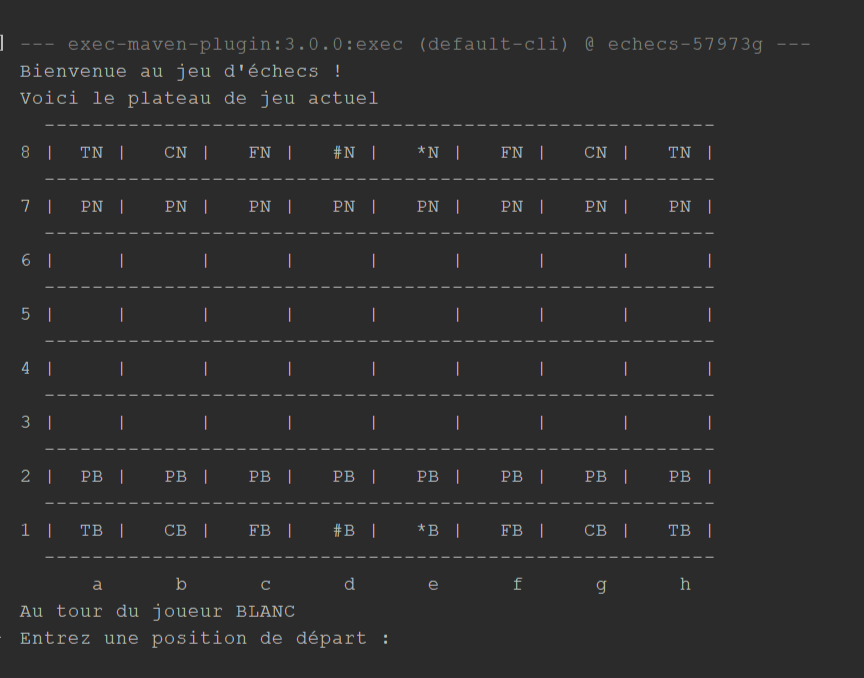 ] --- exec-maven-plugin:3.0.0:exec (default-cli) @ echecs-57973g ---
Bienvenue au jeu d'échecs !
Voici le plateau de jeu actuel
  --------------------------------------------------------
8 |  TN |   CN |   FN |   #N |   *N |   FN |   CN |   TN |
  --------------------------------------------------------
7 |  PN |   PN |   PN |   PN |   PN |   PN |   PN |   PN |
  --------------------------------------------------------
6 |     |      |      |      |      |      |      |      |
  --------------------------------------------------------
5 |     |      |      |      |      |      |      |      |
  --------------------------------------------------------
4 |     |      |      |      |      |      |      |      |
  --------------------------------------------------------
3 |     |      |      |      |      |      |      |      |
  --------------------------------------------------------
2 |  PB |   PB |   PB |   PB |   PB |   PB |   PB |   PB |
  --------------------------------------------------------
1 |  TB |   CB |   FB |   #B |   *B |   FB |   CB |   TB |
  --------------------------------------------------------
      a      b      c      d      e      f      g      h
Au tour du joueur BLANC
Entrez une position de départ :